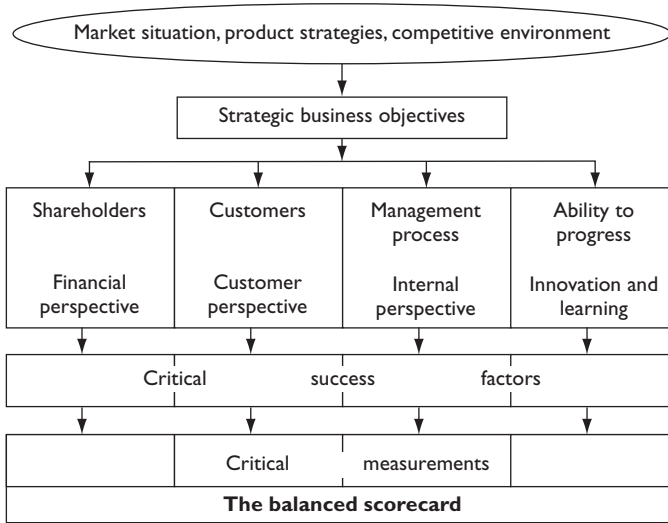 Market situation, product strategies, competitive environment
Strategic business objectives
Shareholders
Financial
perspective
Customers
Customer
perspective
Management
process
Internal
perspective
Ability to
progress
Innovation and
learning
Critical success factors
Critical measurements
The balanced scorecard